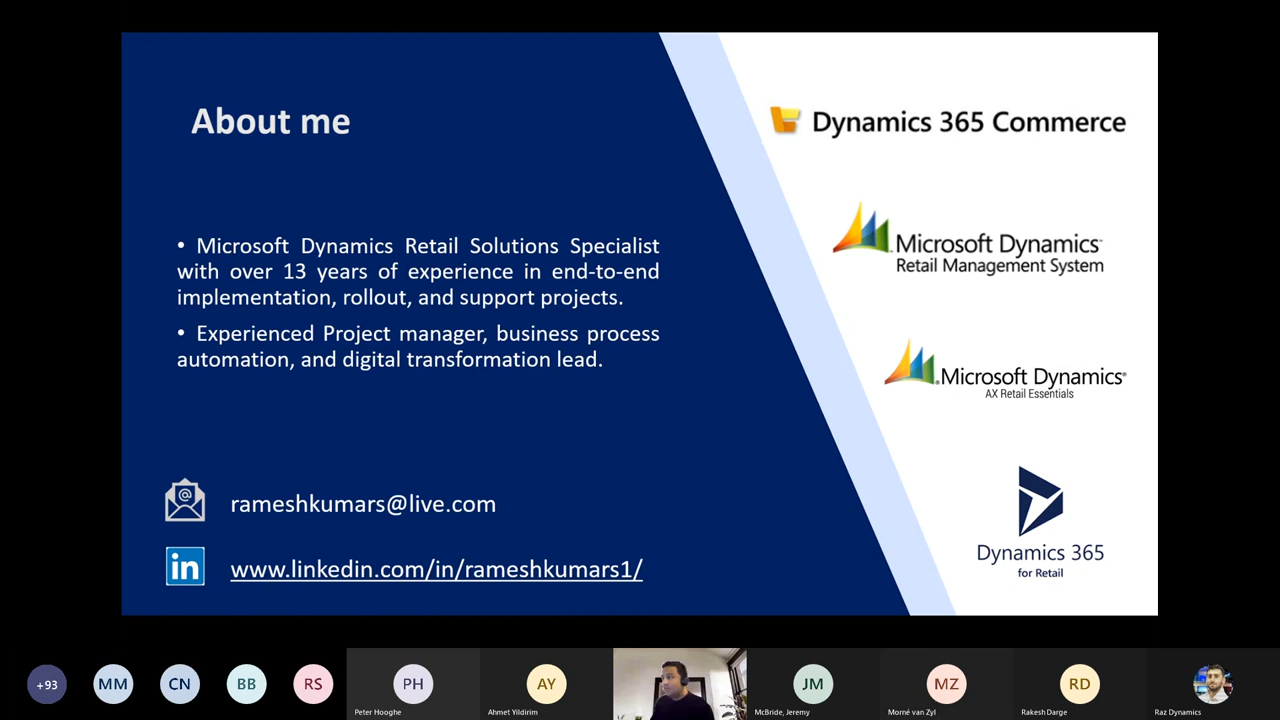 About me
• Microsoft Dynamics Retail Solutions Specialist
with over 13 years of experience in end-to-end
implementation, rollout, and support projects.
• Experienced Project manager, business process
automation, and digital transformation lead.
@
rameshkumars@live.com
in
www.linkedin.com/in/rameshkumars1/
Dynamics 365 Commerce
Microsoft Dynamics™
Retail Management System
Microsoft Dynamics®
AX Retail Essentials
Dynamics 365
for Retail
+93
MM
CN
BB
RS
PH
Peter Hooghe
AY
Ahmet Yildirim
JM
McBride, Jeremy
MZ
Morné van Zyl
RD
Rakesh Darge
Raz Dynamics